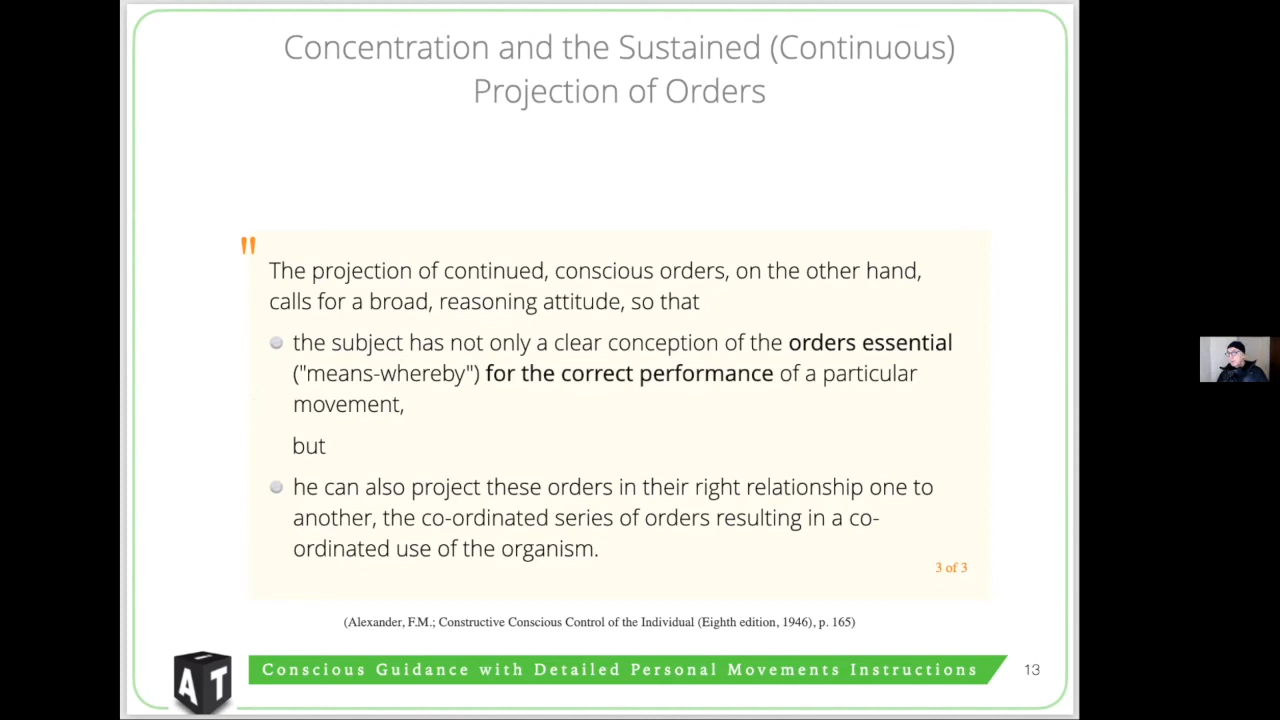 Concentration and the Sustained (Continuous)
Projection of Orders
"
The projection of continued, conscious orders, on the other hand,
calls for a broad, reasoning attitude, so that
the subject has not only a clear conception of the orders essential
("means-whereby") for the correct performance of a particular
movement,
but
he can also project these orders in their right relationship one to
another, the co-ordinated series of orders resulting in a co-
ordinated use of the organism.
3 of 3
(Alexander, F.M.; Constructive Conscious Control of the Individual (Eighth edition, 1946), p. 165)
AT
Conscious Guidance with Detailed Personal Movements Instructions
13